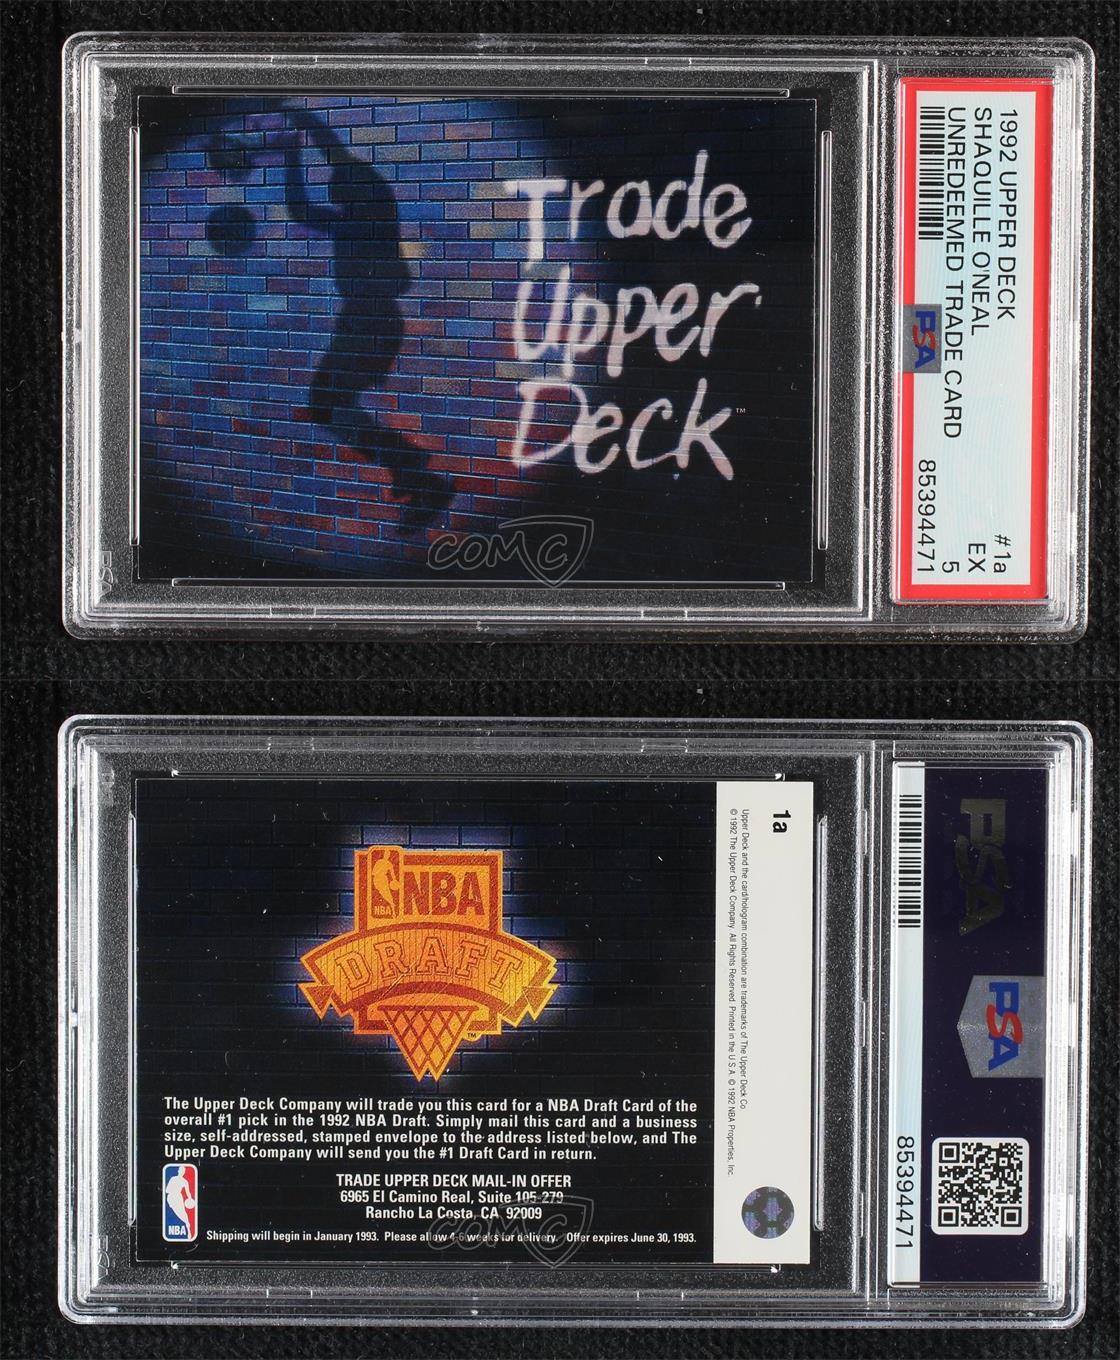 Trade
Upper
Deck™
COMC
1992 UPPER DECK
#1a
SHAQUILLE O'NEAL
EX
UNREDEEMED TRADE CARD
5
85394471
PSA
1a
Upper Deck and the card/hologram combination are trademarks of The Upper Deck Co.
© 1992 The Upper Deck Company. All Rights Reserved. Printed in the U.S.A. © 1992 NBA Properties, Inc.
NBA
NBA
DRAFT™
The Upper Deck Company will trade you this card for a NBA Draft Card of the
overall #1 pick in the 1992 NBA Draft. Simply mail this card and a business
size, self-addressed, stamped envelope to the address listed below, and The
Upper Deck Company will send you the #1 Draft Card in return.
TRADE UPPER DECK MAIL-IN OFFER
6965 El Camino Real, Suite 105-279
Rancho La Costa, CA 92009
NBA
Shipping will begin in January 1993. Please allow 4-6 weeks for delivery. Offer expires June 30, 1993.
COMC
PSA
PSA
85394471